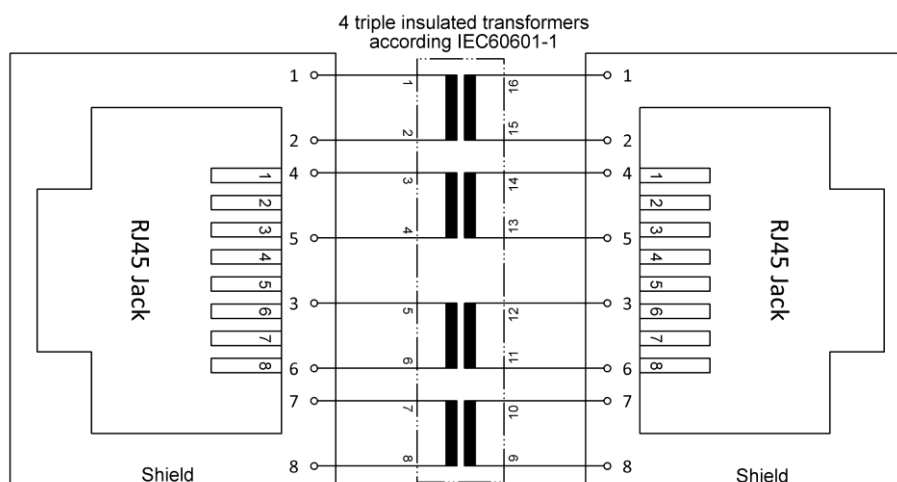 4 triple insulated transformers
according IEC60601-1
1 1 16 1
2 2 15 2
4 3 14 4
1 1
2 2
3 3
5 4 13 5
4 4
5 5
3 5 12 3
6 6
7 7
6 6 11 6
8 8
RJ45 Jack RJ45 Jack
7 7 10 7
8 8 9 8
Shield Shield